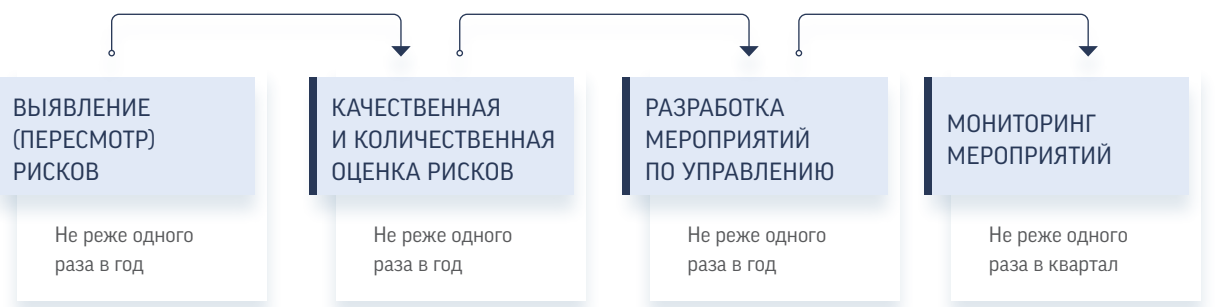 ВЫЯВЛЕНИЕ
(ПЕРЕСМОТР)
РИСКОВ
Не реже одного
раза в год
КАЧЕСТВЕННАЯ
И КОЛИЧЕСТВЕННАЯ
ОЦЕНКА РИСКОВ
Не реже одного
раза в год
РАЗРАБОТКА
МЕРОПРИЯТИЙ
ПО УПРАВЛЕНИЮ
Не реже одного
раза в год
МОНИТОРИНГ
МЕРОПРИЯТИЙ
Не реже одного
раза в квартал